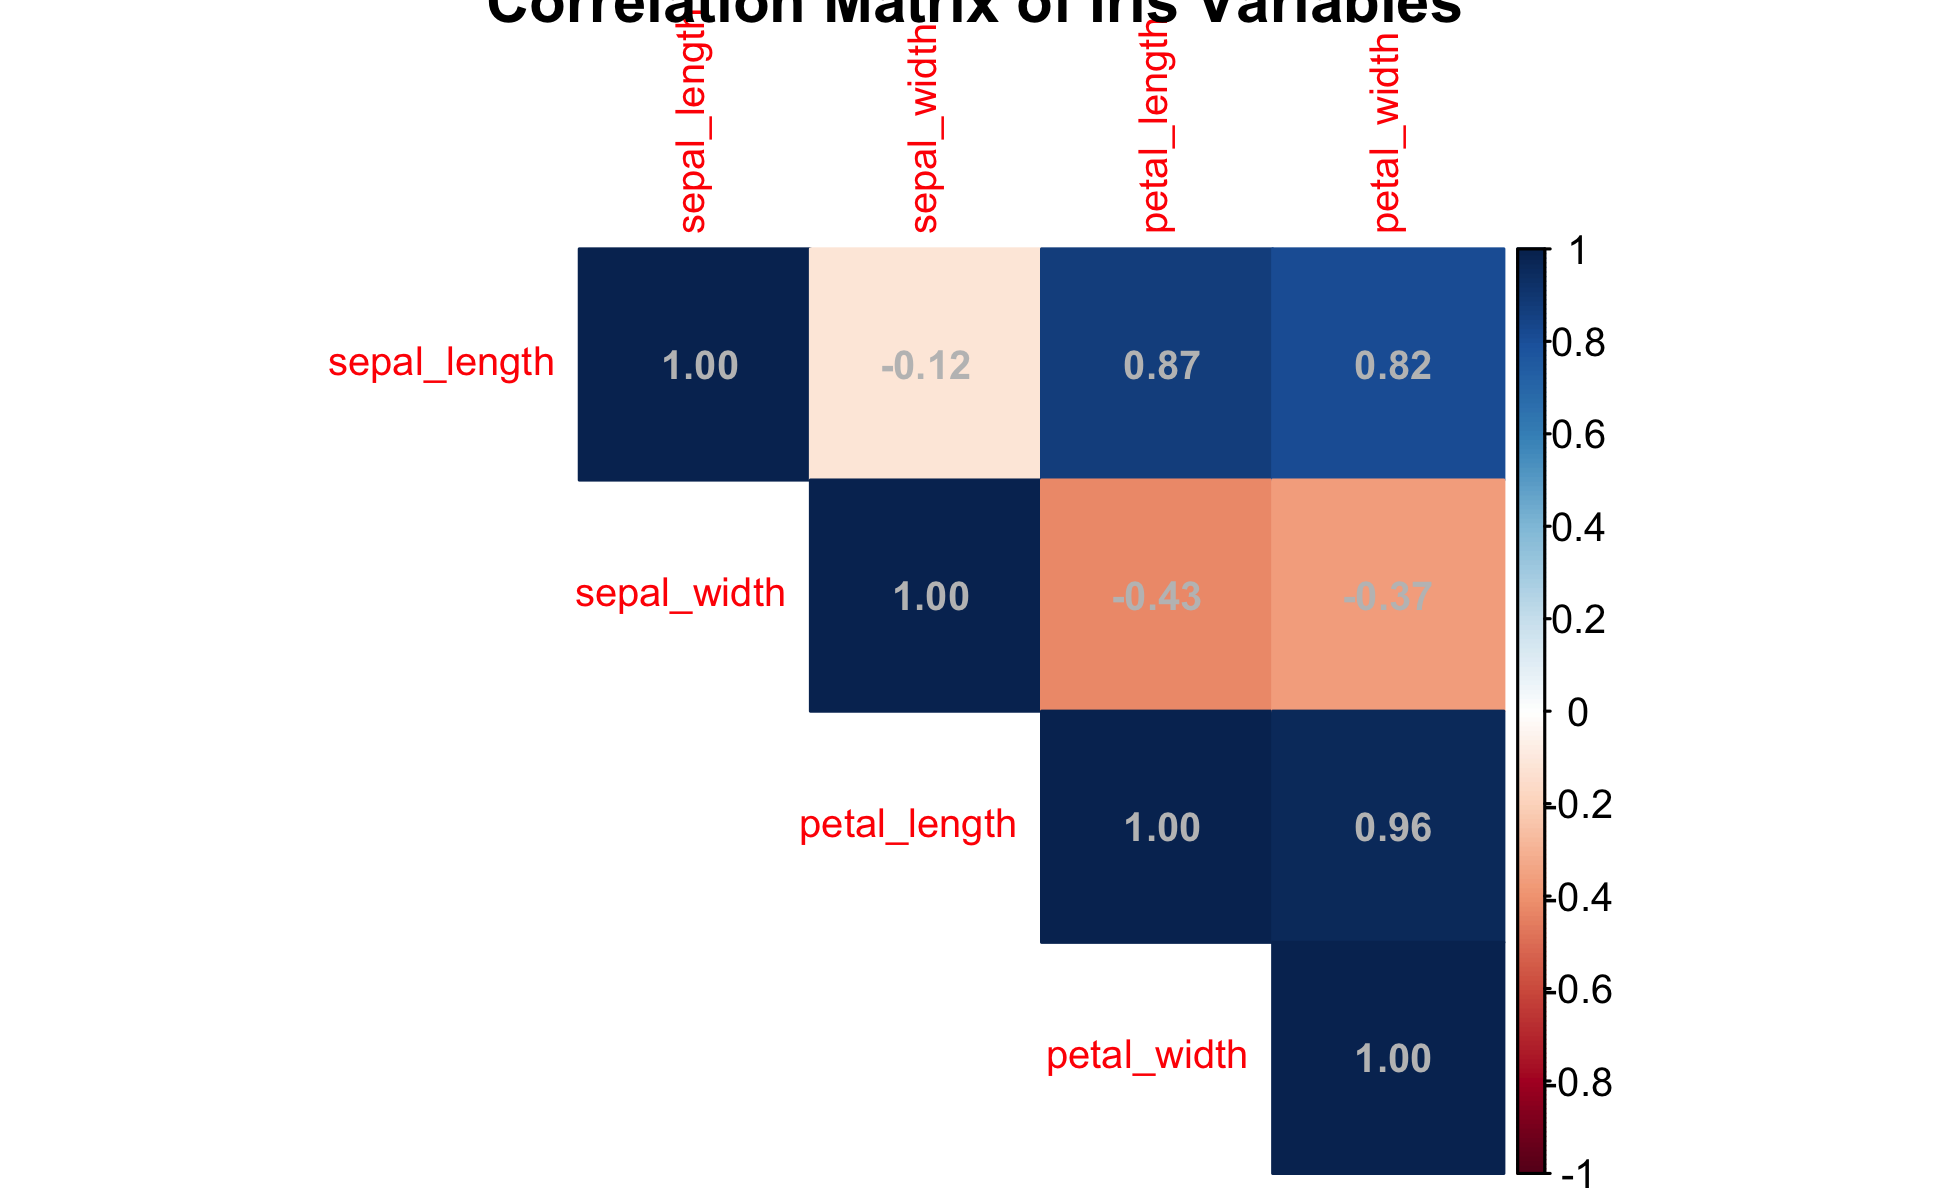 Correlation Matrix of Iris Variables
sepal_length
sepal_width
petal_length
petal_width
sepal_length
1.00
-0.12
0.87
0.82
sepal_width
1.00
-0.43
-0.37
petal_length
1.00
0.96
petal_width
1.00
1
0.8
0.6
0.4
0.2
0
-0.2
-0.4
-0.6
-0.8
-1